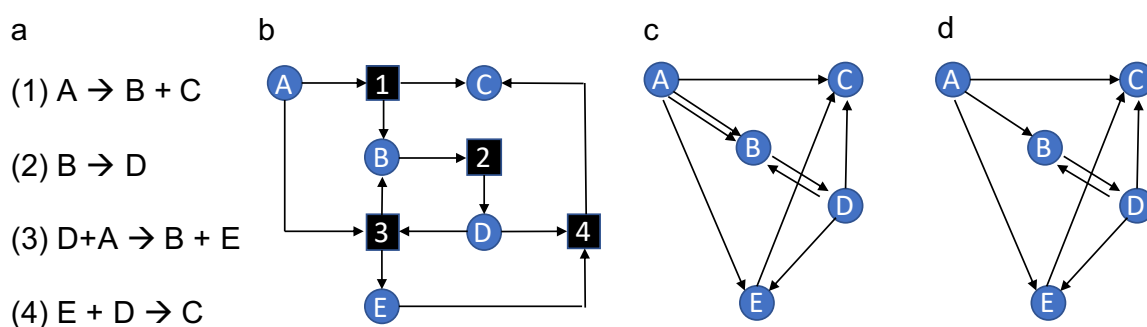 a
(1) A → B + C
(2) B → D
(3) D+A → B + E
(4) E + D → C
b
A
1
C
B
2
3
D
4
E
c
A
C
B
D
E
d
A
C
B
D
E